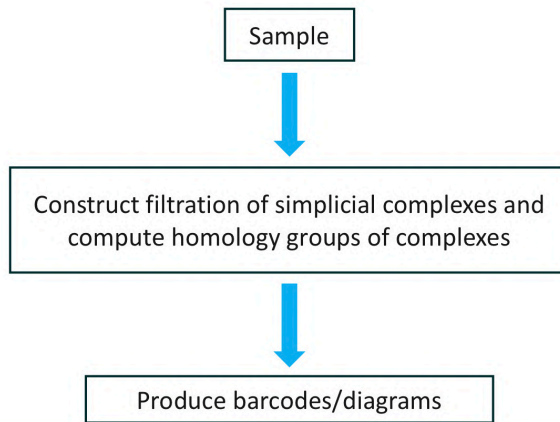 Sample
Construct filtration of simplicial complexes and
compute homology groups of complexes
Produce barcodes/diagrams